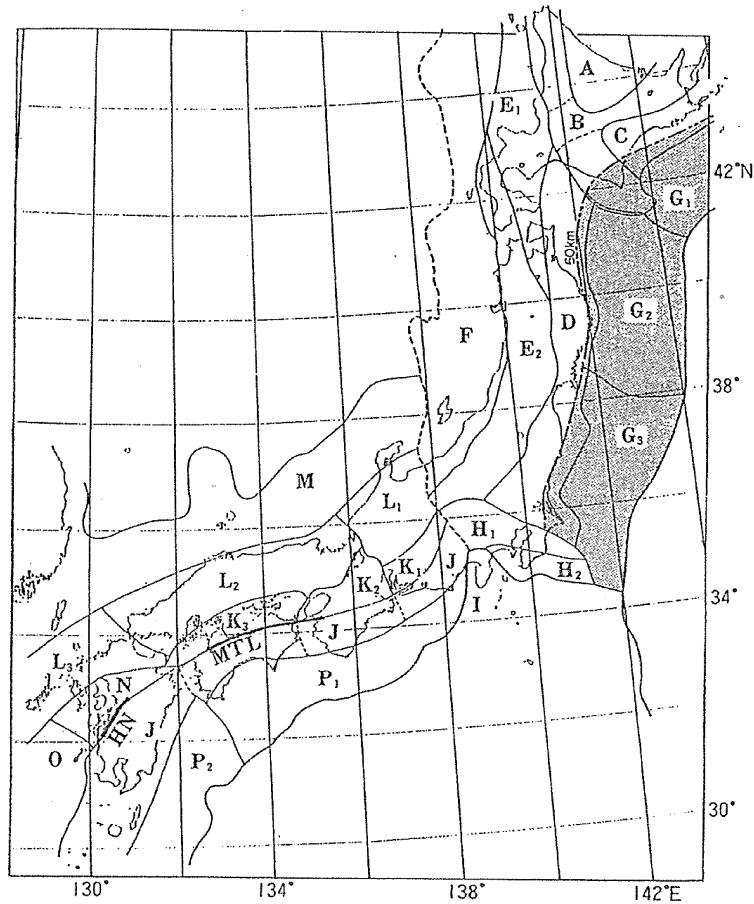 A
E₁
B
C
42°N
G₁
50km
G₂
F
D
E₂
38°
G₃
M
L₁
H₁
K₁
J
H₂
L₂
K₂
I
34°
K₃
J
MTL
L₃
P₁
N
HN
J
O
P₂
30°
130°
134°
138°
142°E